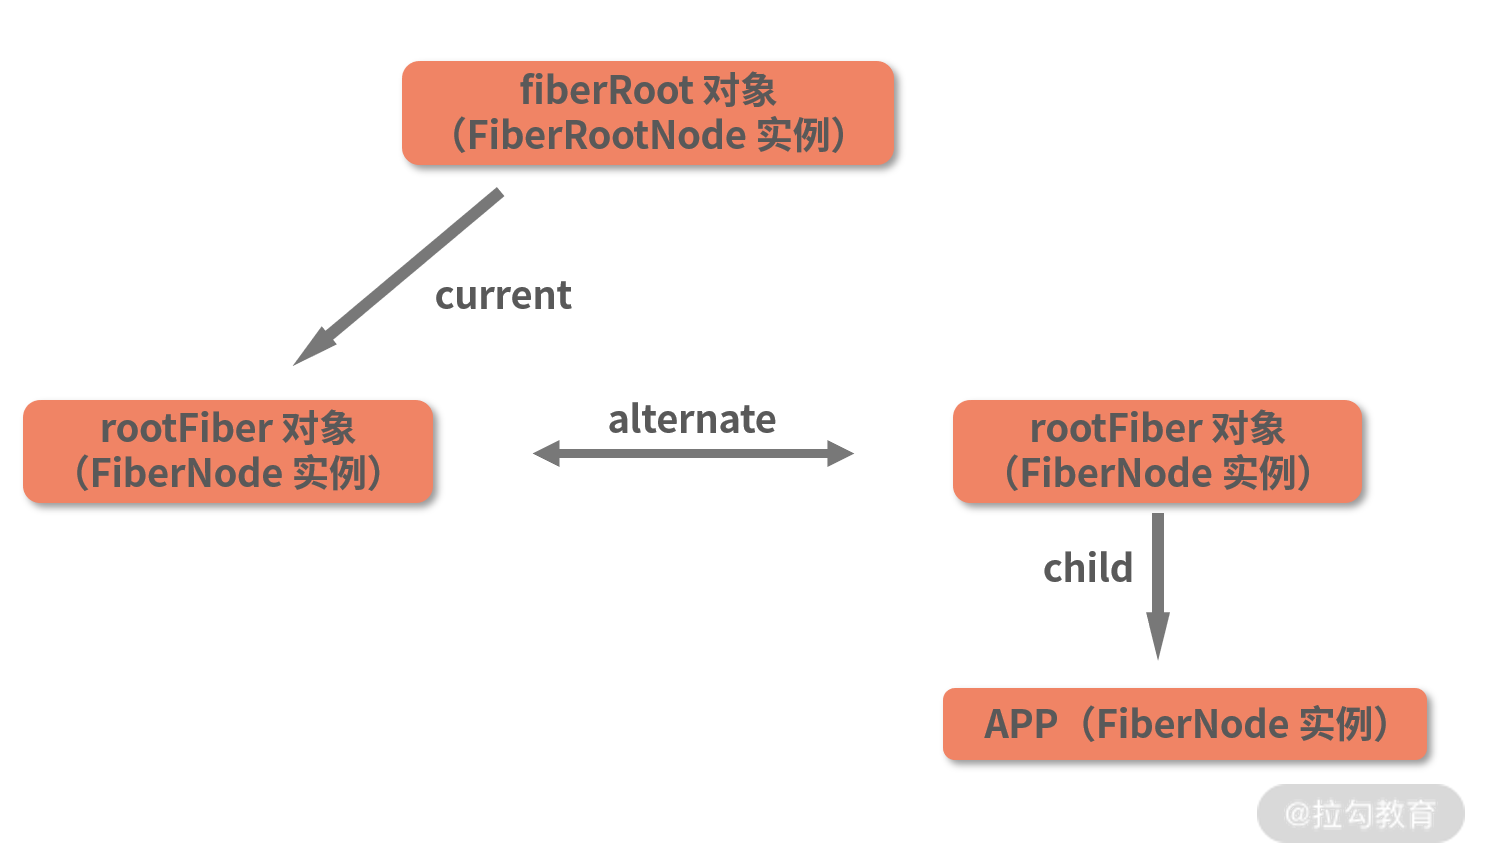 fiberRoot 对象
（FiberRootNode 实例）
current
rootFiber 对象
（FiberNode 实例）
alternate
rootFiber 对象
（FiberNode 实例）
child
APP（FiberNode 实例）
@拉勾教育